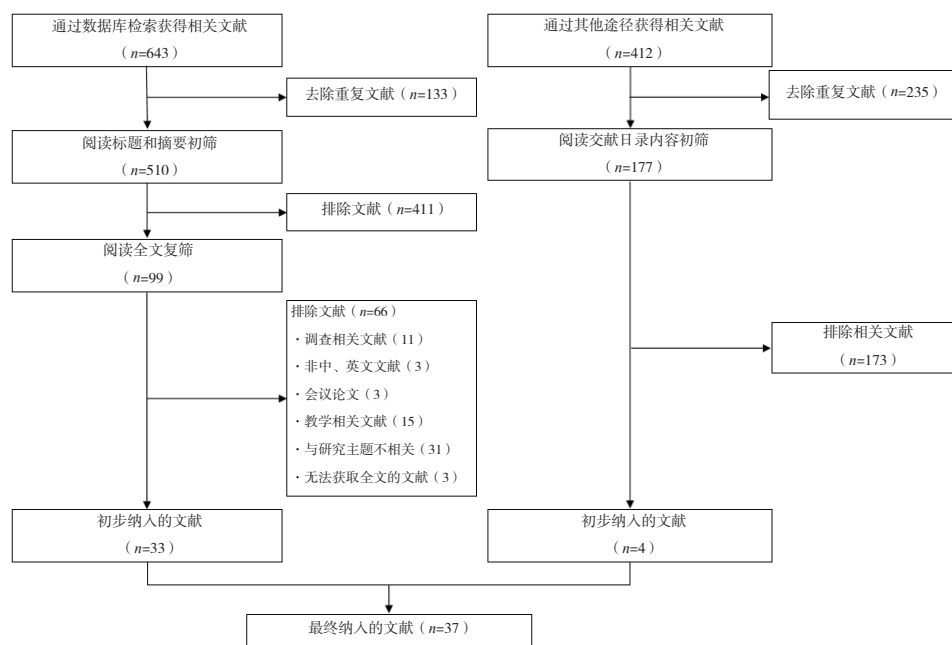 通过数据库检索获得相关文献
（n=643）
通过其他途径获得相关文献
（n=412）
去除重复文献（n=133）
去除重复文献（n=235）
阅读标题和摘要初筛
（n=510）
阅读交献目录内容初筛
（n=177）
排除文献（n=411）
阅读全文复筛
（n=99）
排除文献（n=66）
·调查相关文献（11）
·非中、英文文献（3）
·会议论文（3）
·教学相关文献（15）
·与研究主题不相关（31）
·无法获取全文的文献（3）
排除相关文献
（n=173）
初步纳入的文献
（n=33）
初步纳入的文献
（n=4）
最终纳入的文献（n=37）